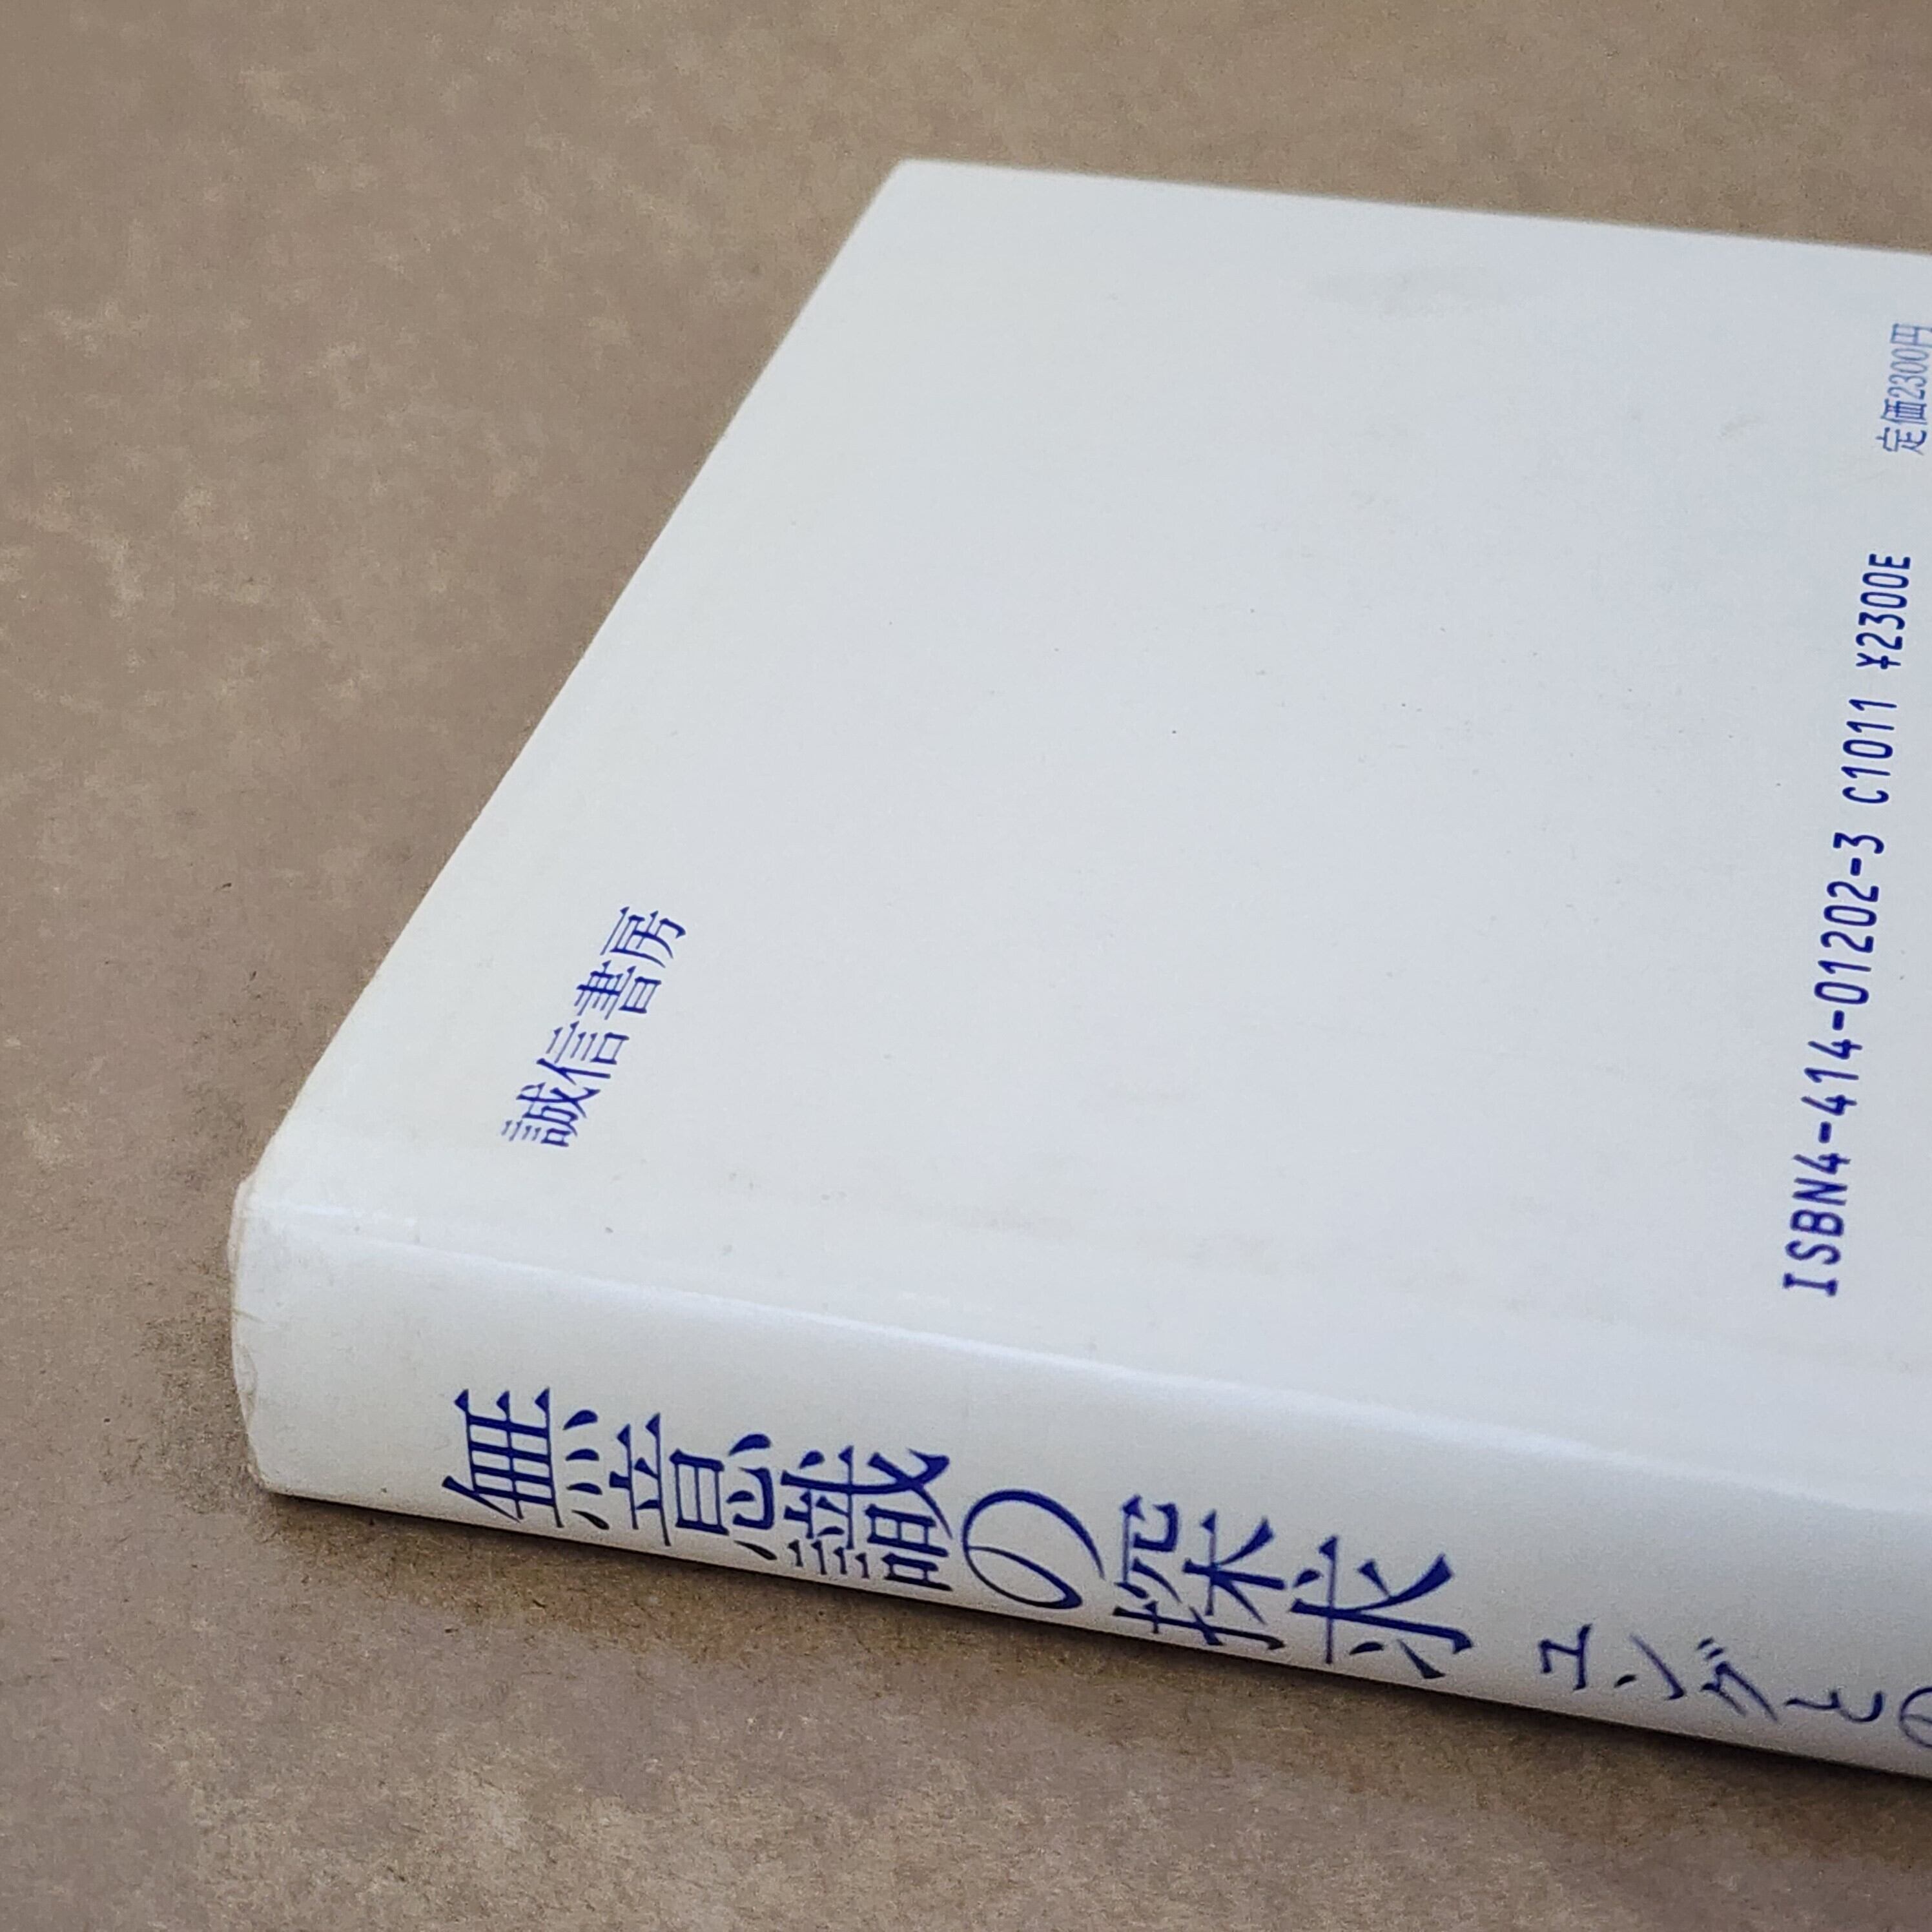 誠信書房
ISBN4-414-01202-3 C1011 ¥2300E
定価2300円
無意識の探求 ユングとの